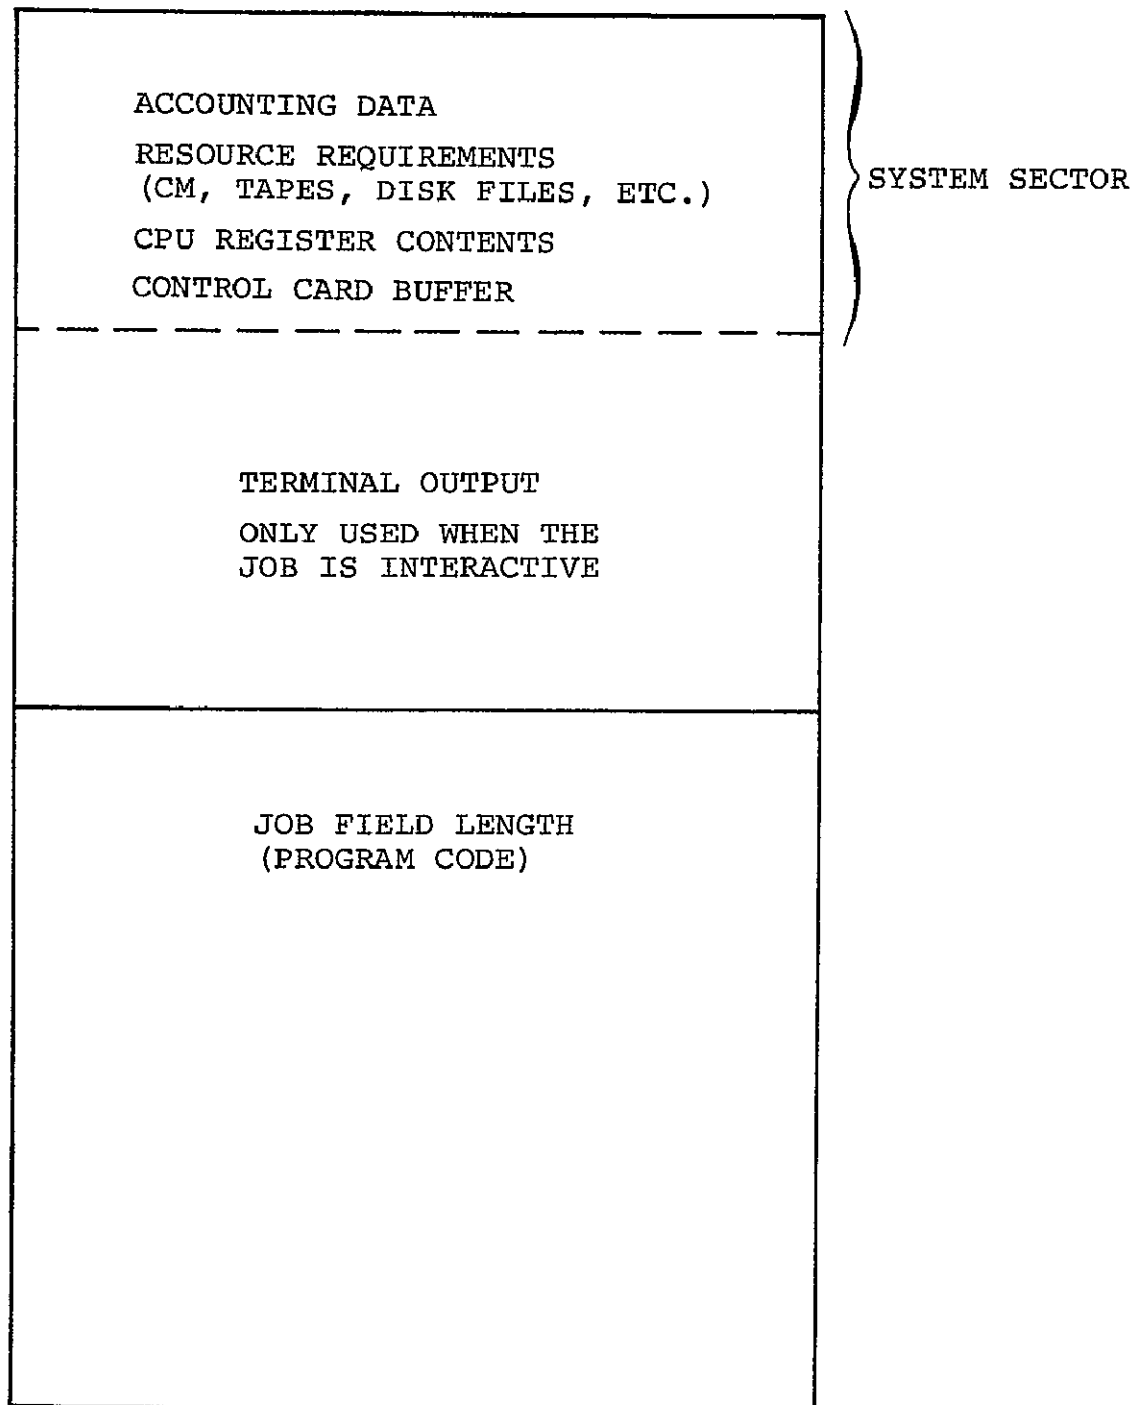 ACCOUNTING DATA
RESOURCE REQUIREMENTS
(CM, TAPES, DISK FILES, ETC.)
SYSTEM SECTOR
CPU REGISTER CONTENTS
CONTROL CARD BUFFER
TERMINAL OUTPUT
ONLY USED WHEN THE
JOB IS INTERACTIVE
JOB FIELD LENGTH
(PROGRAM CODE)